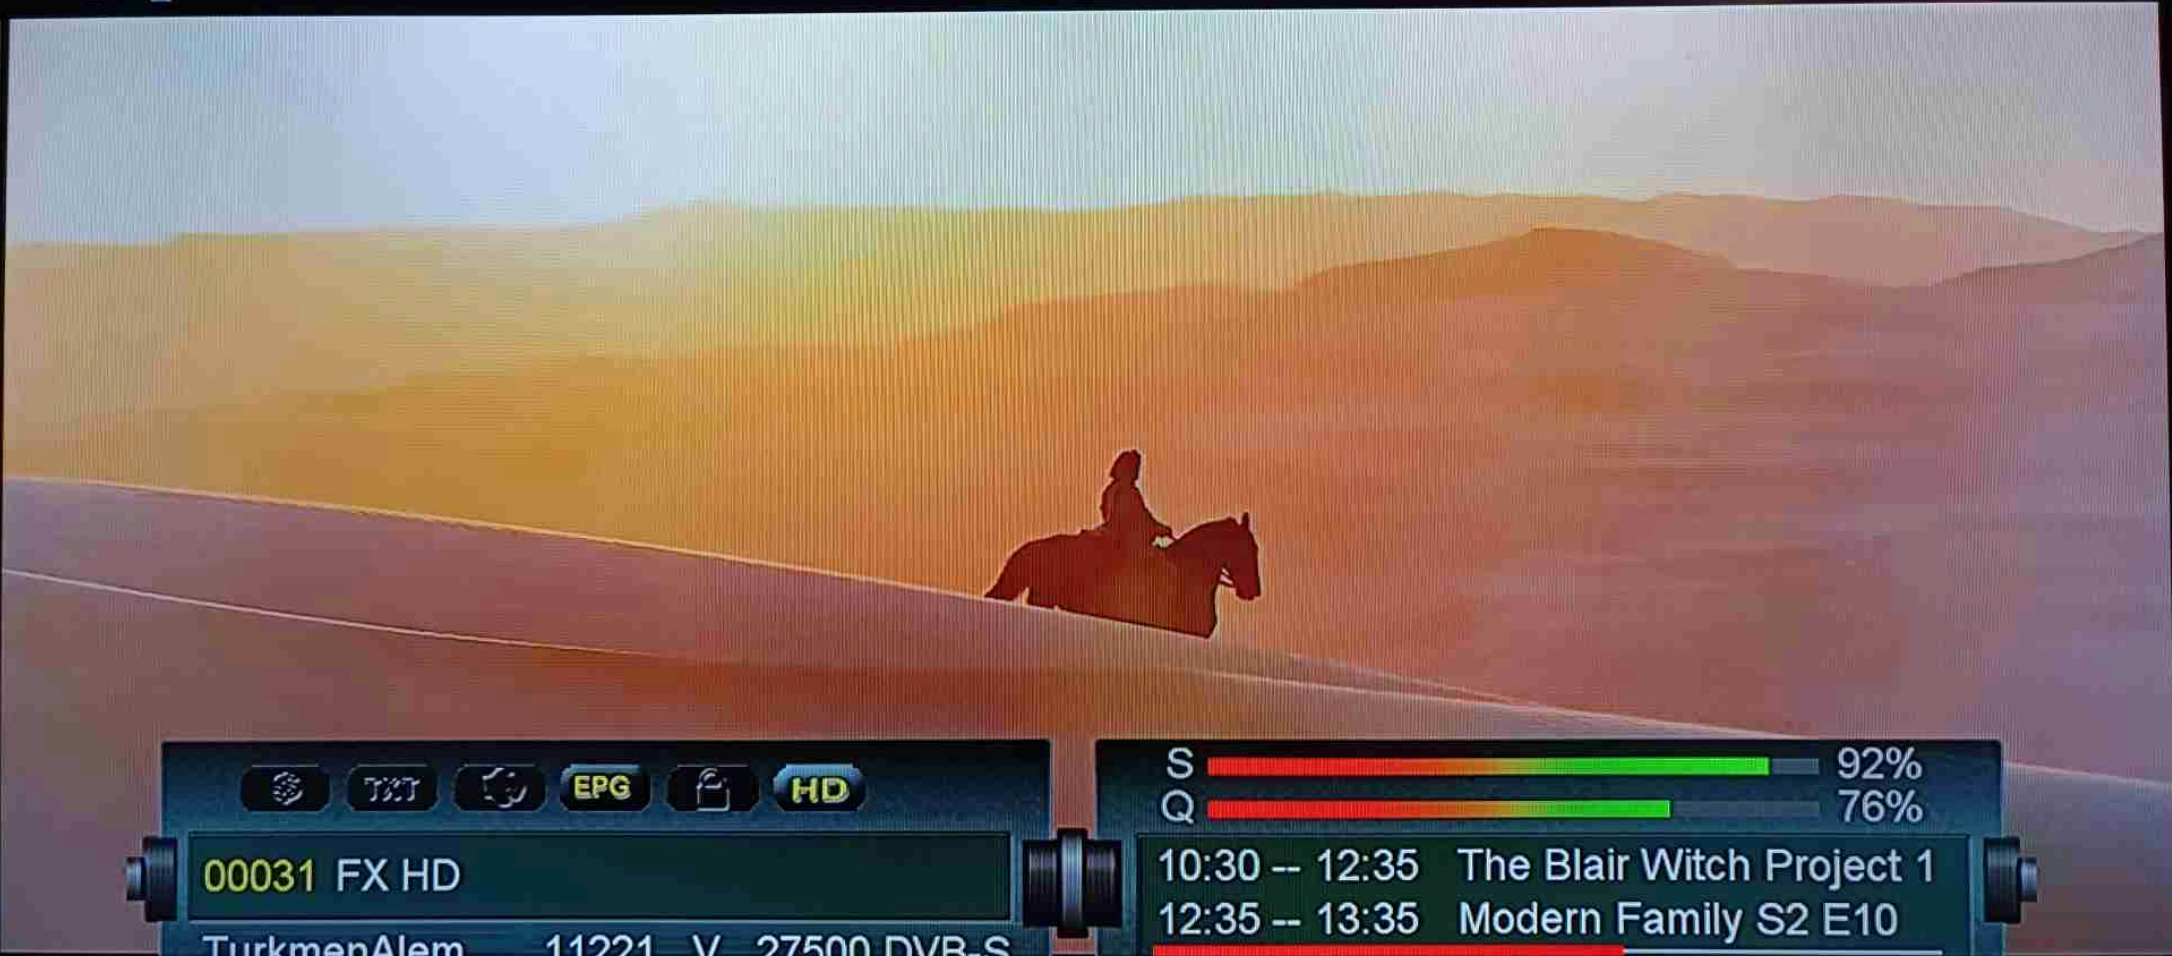 TXT EPG HD
00031 FX HD
TurkmenAlem 11221 V 27500 DVB-S
S 92%
Q 76%
10:30 -- 12:35 The Blair Witch Project 1
12:35 -- 13:35 Modern Family S2 E10